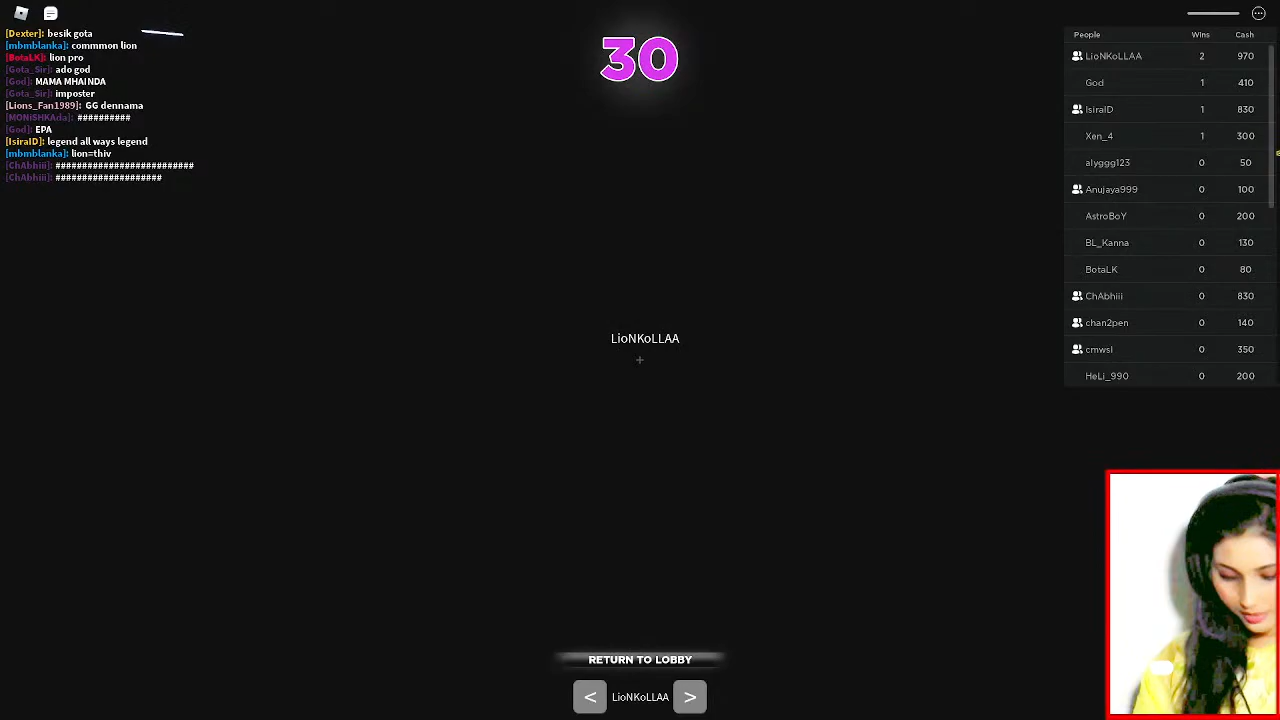 [Dexter]: besik gota
[mbmblanka]: commmon lion
[BotaLK]: lion pro
[Gota_Sir]: ado god
[God]: MAMA MHAINDA
[Gota_Sir]: imposter
[Lions_Fan1989]: GG dennama
[MONiSHKAda]: ##########
[God]: EPA
[IsiraID]: legend all ways legend
[mbmblanka]: lion=thiv
[ChAbhiii]: ##########################
[ChAbhiii]: ####################
30
People Wins Cash
LioNKoLLAA 2 970
God 1 410
IsiraID 1 830
Xen_4 1 300
alyggg123 0 50
Anujaya999 0 100
AstroBoY 0 200
BL_Kanna 0 130
BotaLK 0 80
ChAbhiii 0 830
chan2pen 0 140
cmwsl 0 350
HeLi_990 0 200
LioNKoLLAA
RETURN TO LOBBY
< LioNKoLLAA >